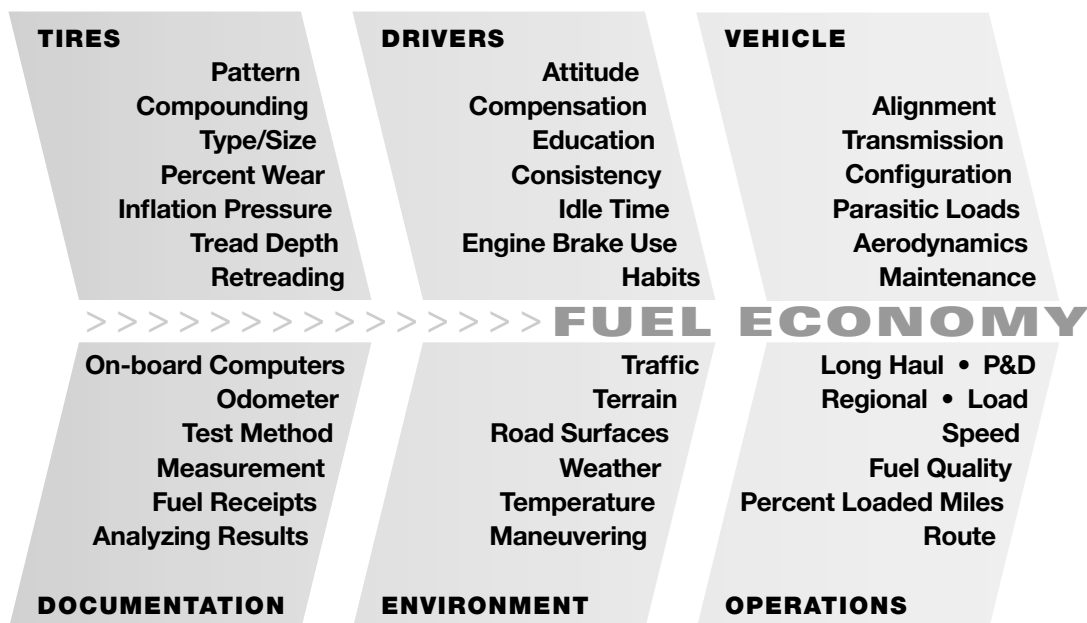 TIRES
Pattern
Compounding
Type/Size
Percent Wear
Inflation Pressure
Tread Depth
Retreading
DRIVERS
Attitude
Compensation
Education
Consistency
Idle Time
Engine Brake Use
Habits
VEHICLE
Alignment
Transmission
Configuration
Parasitic Loads
Aerodynamics
Maintenance
>>>>>>>>>>>>>>> FUEL ECONOMY
On-board Computers
Odometer
Test Method
Measurement
Fuel Receipts
Analyzing Results
DOCUMENTATION
Traffic
Terrain
Road Surfaces
Weather
Temperature
Maneuvering
ENVIRONMENT
Long Haul • P&D
Regional • Load
Speed
Fuel Quality
Percent Loaded Miles
Route
OPERATIONS